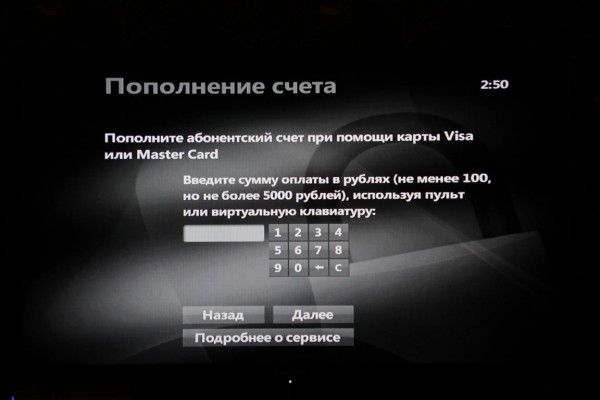 Пополнение счета
2:50
Пополните абонентский счет при помощи карты Visa
или Master Card
Введите сумму оплаты в рублях (не менее 100,
но не более 5000 рублей), используя пульт
или виртуальную клавиатуру:
1 2 3 4
5 6 7 8
9 0 ← C
Назад Далее
Подробнее о сервисе